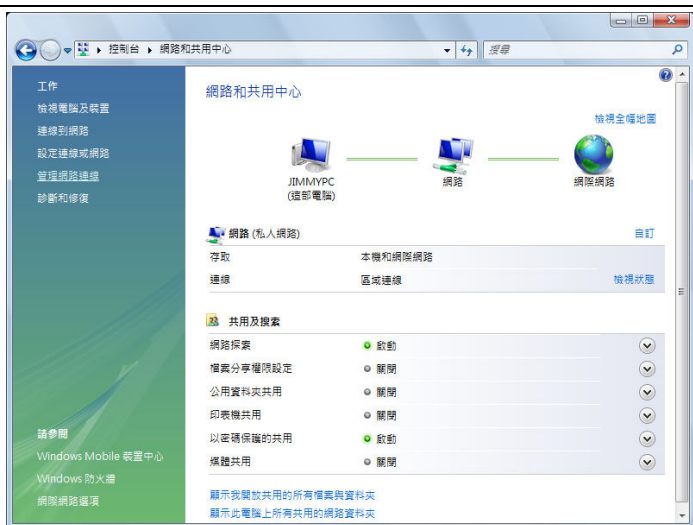 控制台 網路和共用中心
搜尋
工作
檢視電腦及裝置
連線到網路
設定連線或網路
管理網路連線
診斷和修復
請參閱
Windows Mobile 裝置中心
Windows 防火牆
網際網路選項
網路和共用中心
檢視全幅地圖
JIMMYPC
(這部電腦)
網路
網際網路
網路 (私人網路) 自訂
存取 本機和網際網路
連線 區域連線 檢視狀態
共用及搜索
網路探索 啟動
檔案分享權限設定 關閉
公用資料夾共用 關閉
印表機共用 關閉
以密碼保護的共用 啟動
媒體共用 關閉
顯示我開放共用的所有檔案與資料夾
顯示此電腦上所有共用的網路資料夾